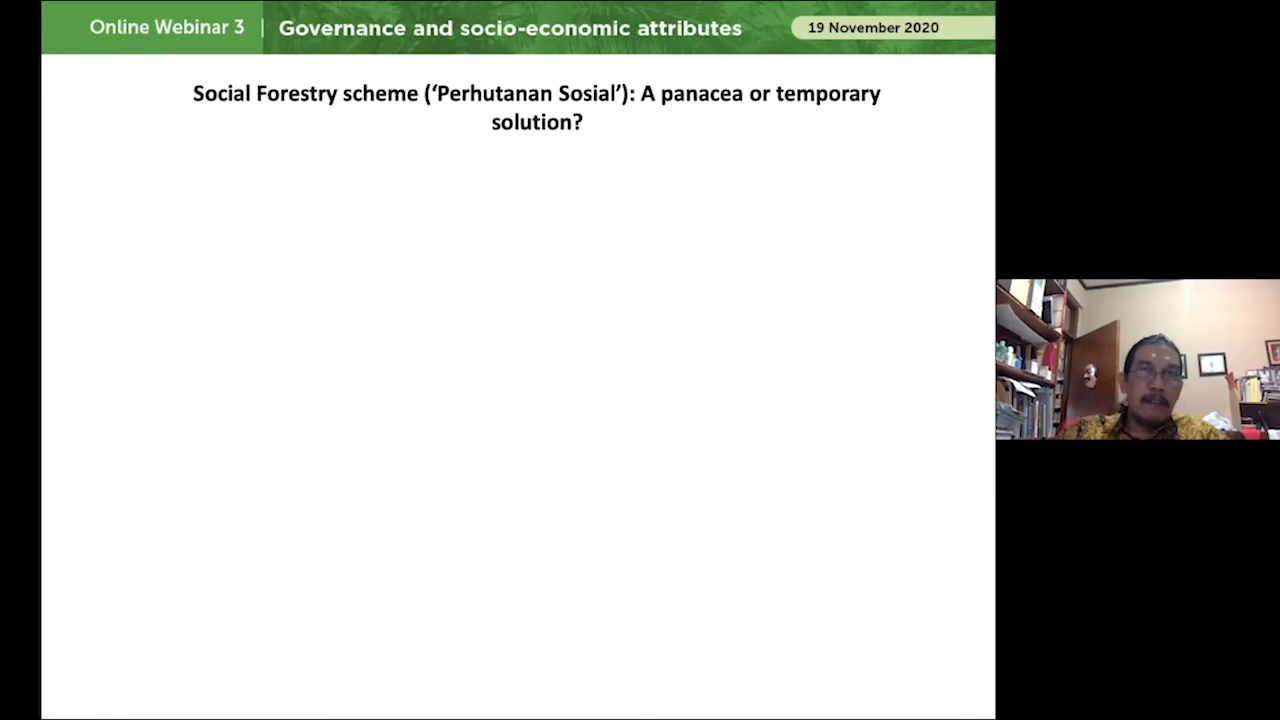 Online Webinar 3 | Governance and socio-economic attributes
19 November 2020
Social Forestry scheme (‘Perhutanan Sosial’): A panacea or temporary
solution?